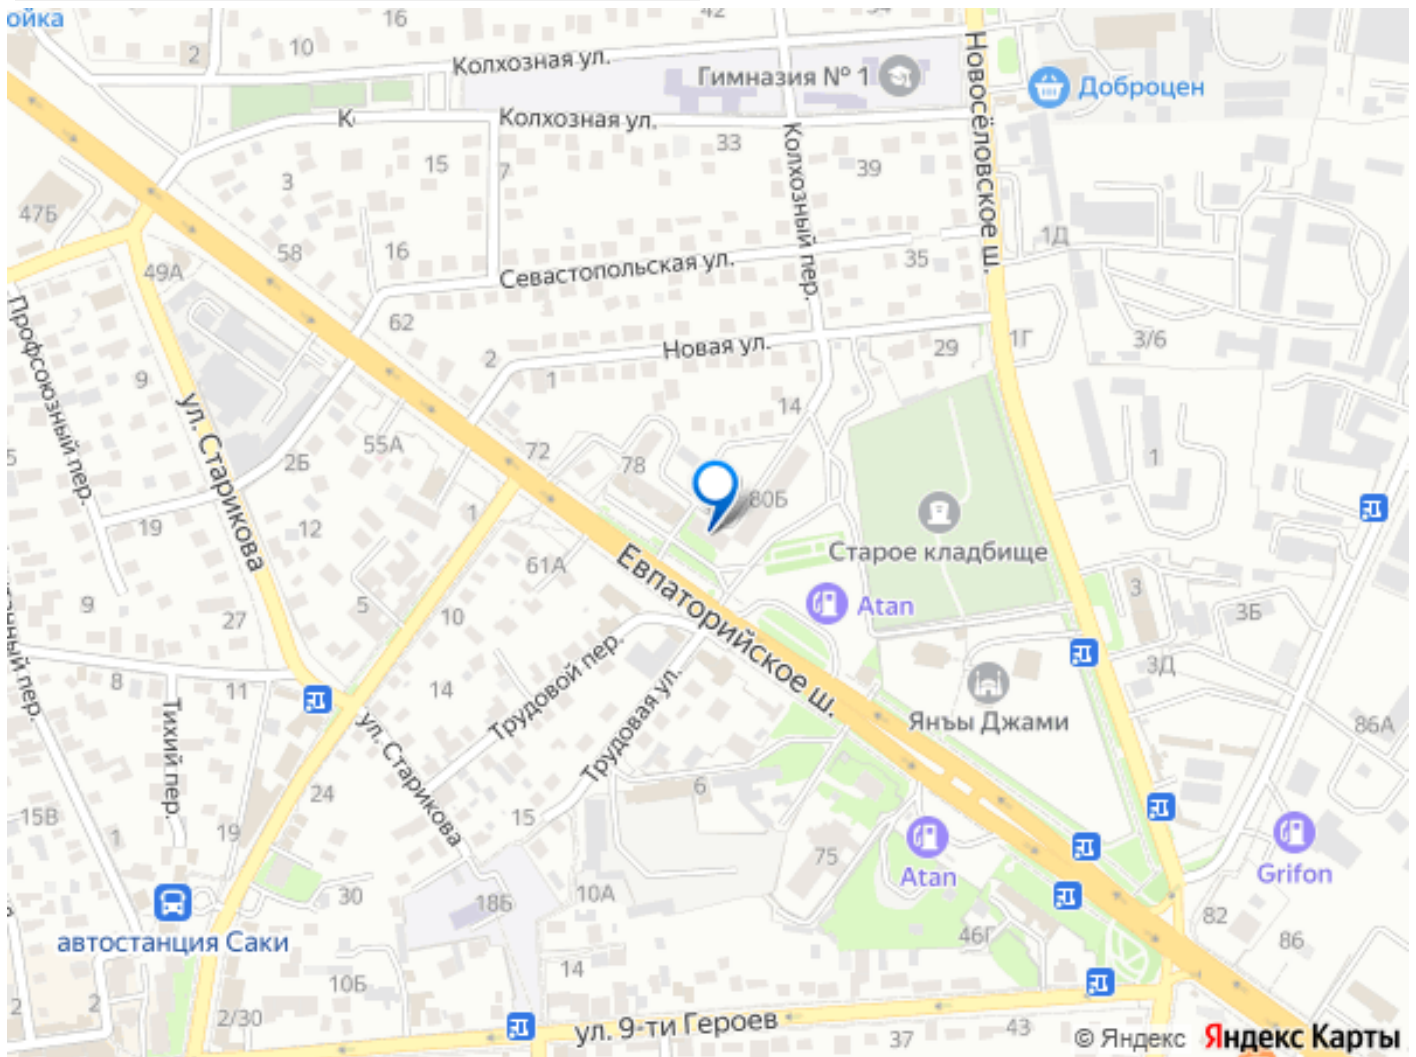 ойка
16
42
34
10
2
Колхозная ул.
Гимназия № 1
Новосёловское ш.
Доброцен
Колхозная ул.
33
Колхозный пер.
39
15
7
3
47Б
16
58
49А
Севастопольская ул.
35
1Д
62
Новая ул.
29
1Г
3/6
2
1
Профсоюзный пер.
9
ул. Старикова
14
55А
72
78
2Б
1
80Б
19
12
1
Старое кладбище
61А
Евпаторийское ш.
Atan
3
3Б
9
27
5
10
3Д
Трудовой пер.
8
11
14
Тихий пер.
ул. Старикова
Трудовая ул.
Янъы Джами
86А
24
6
15В
1
19
15
75
Atan
Grifon
30
18Б
10А
82
86
46Г
автостанция Саки
10Б
14
2
2
2/30
ул. 9-ти Героев
37
43
© Яндекс
Яндекс Карты